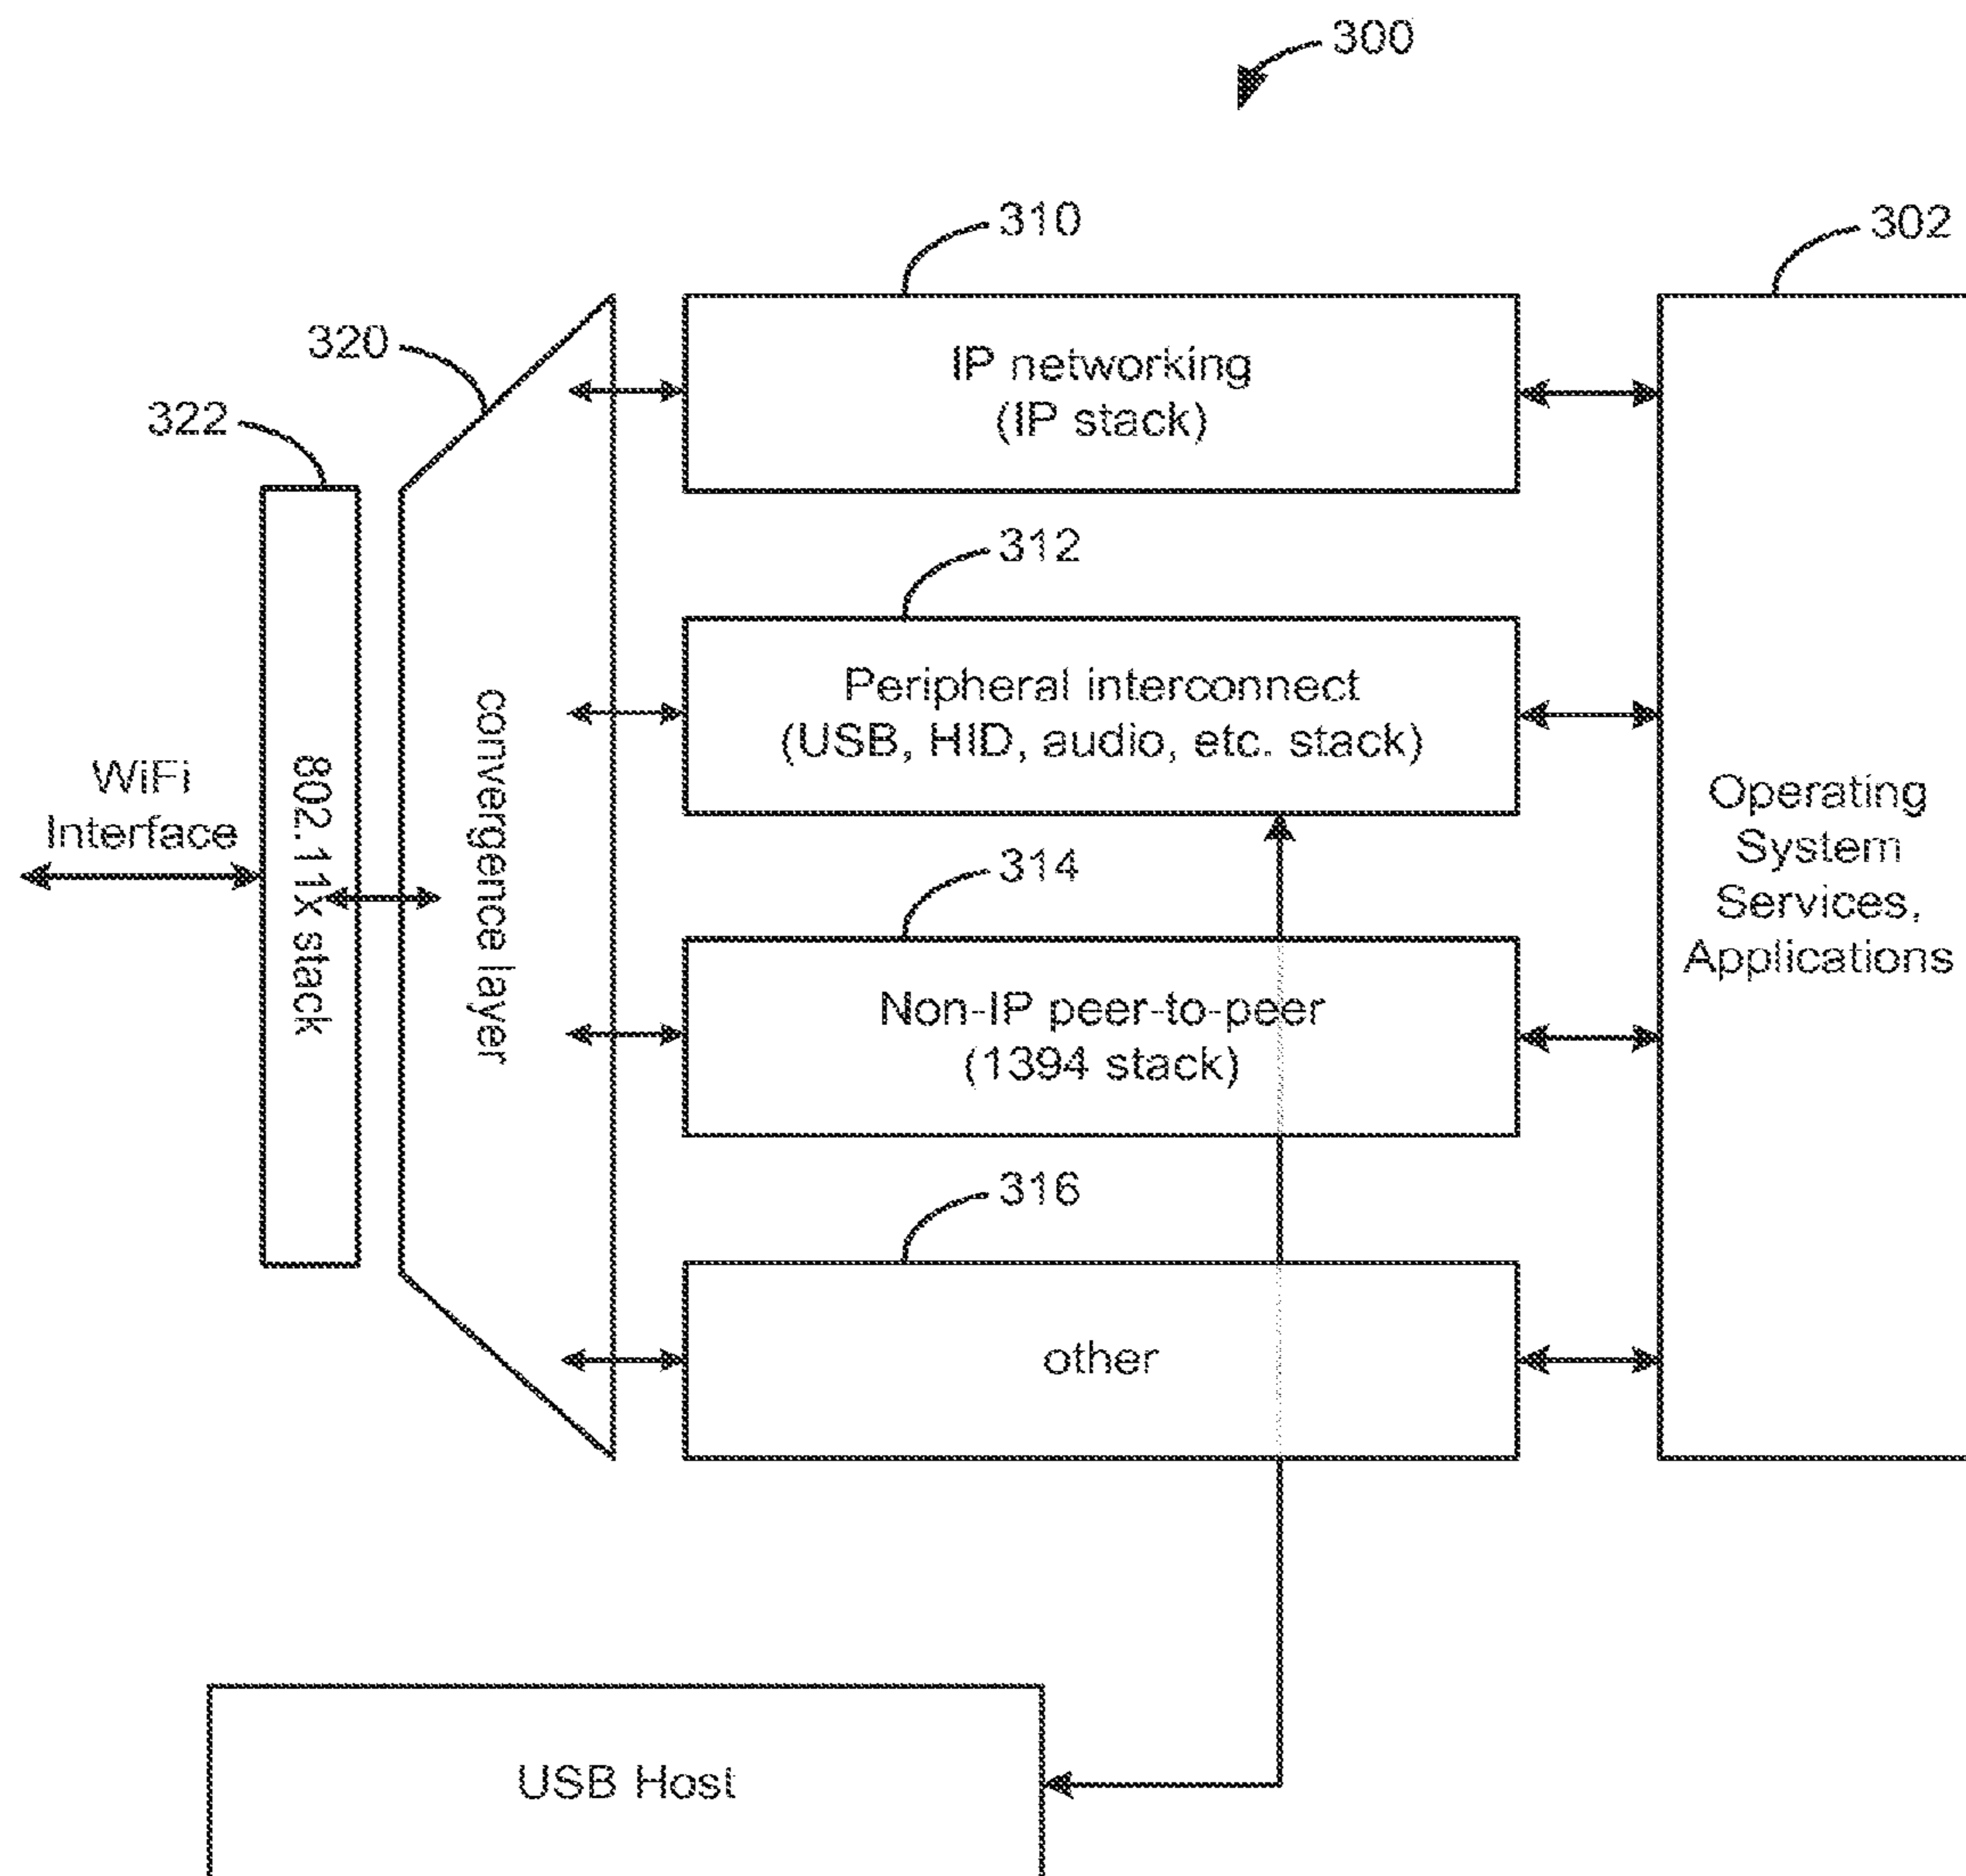 300
310
302
320
IP networking
(IP stack)
322
312
Peripheral interconnect
(USB, HID, audio, etc. stack)
WiFi
Interface
802.11x stack
convergence layer
Operating
System
Services,
Applications
314
Non-IP peer-to-peer
(1394 stack)
316
other
USB Host